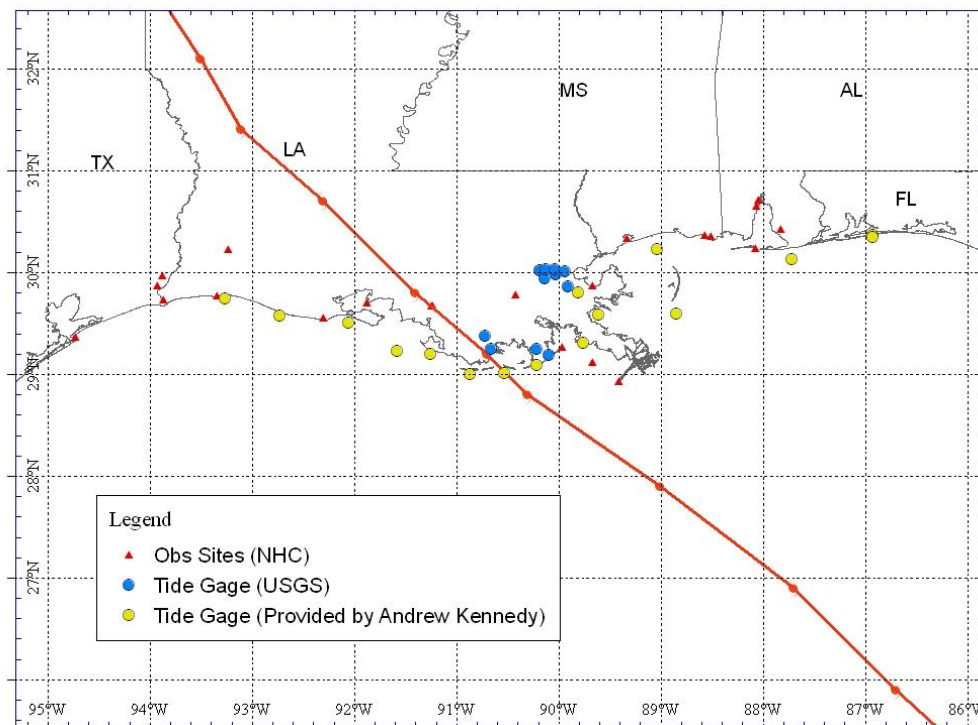 32°N
MS
AL
TX
LA
31°N
FL
30°N
29°N
28°N
Legend
Obs Sites (NHC)
Tide Gage (USGS)
27°N
Tide Gage (Provided by Andrew Kennedy)
95°W 94°W 93°W 92°W 91°W 90°W 89°W 88°W 87°W 86°W